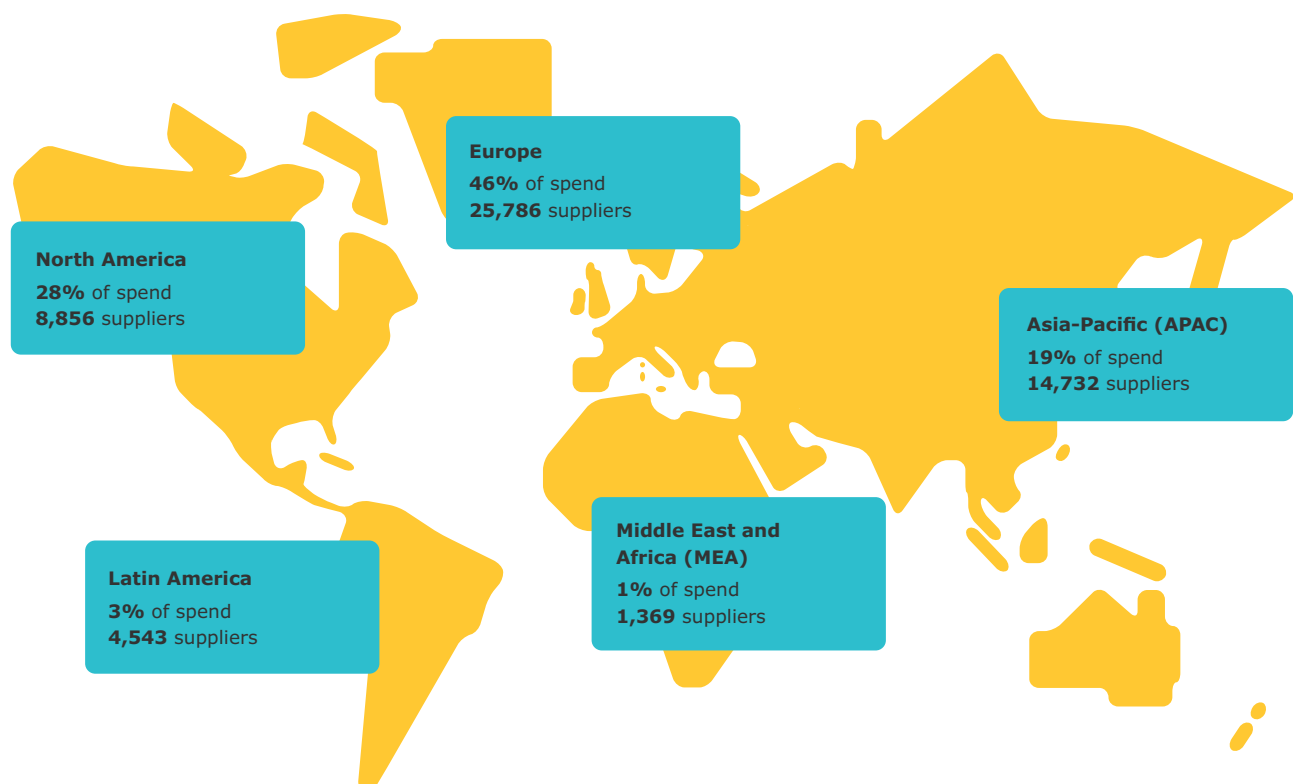 Europe
46% of spend
25,786 suppliers
North America
28% of spend
8,856 suppliers
Asia-Pacific (APAC)
19% of spend
14,732 suppliers
Middle East and
Africa (MEA)
1% of spend
1,369 suppliers
Latin America
3% of spend
4,543 suppliers